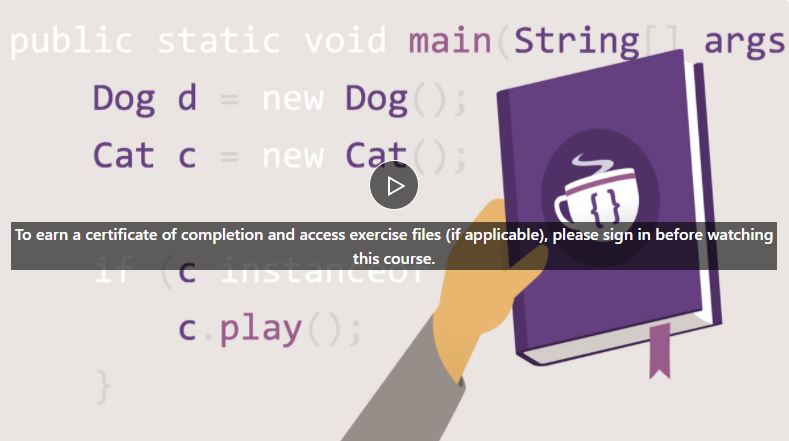 public static void main(String[] args
Dog d = new Dog();
Cat c = new Cat();
{}
To earn a certificate of completion and access exercise files (if applicable), please sign in before watching
this course.
if (c instanceof
c.play();
}